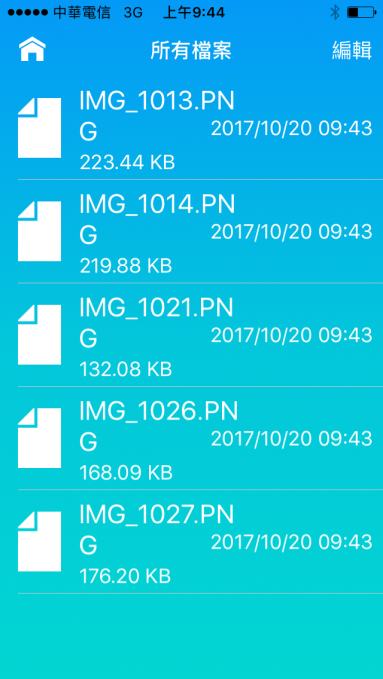 中華電信 3G 上午9:44
所有檔案 編輯
IMG_1013.PN
G 2017/10/20 09:43
223.44 KB
IMG_1014.PN
G 2017/10/20 09:43
219.88 KB
IMG_1021.PN
G 2017/10/20 09:43
132.08 KB
IMG_1026.PN
G 2017/10/20 09:43
168.09 KB
IMG_1027.PN
G 2017/10/20 09:43
176.20 KB